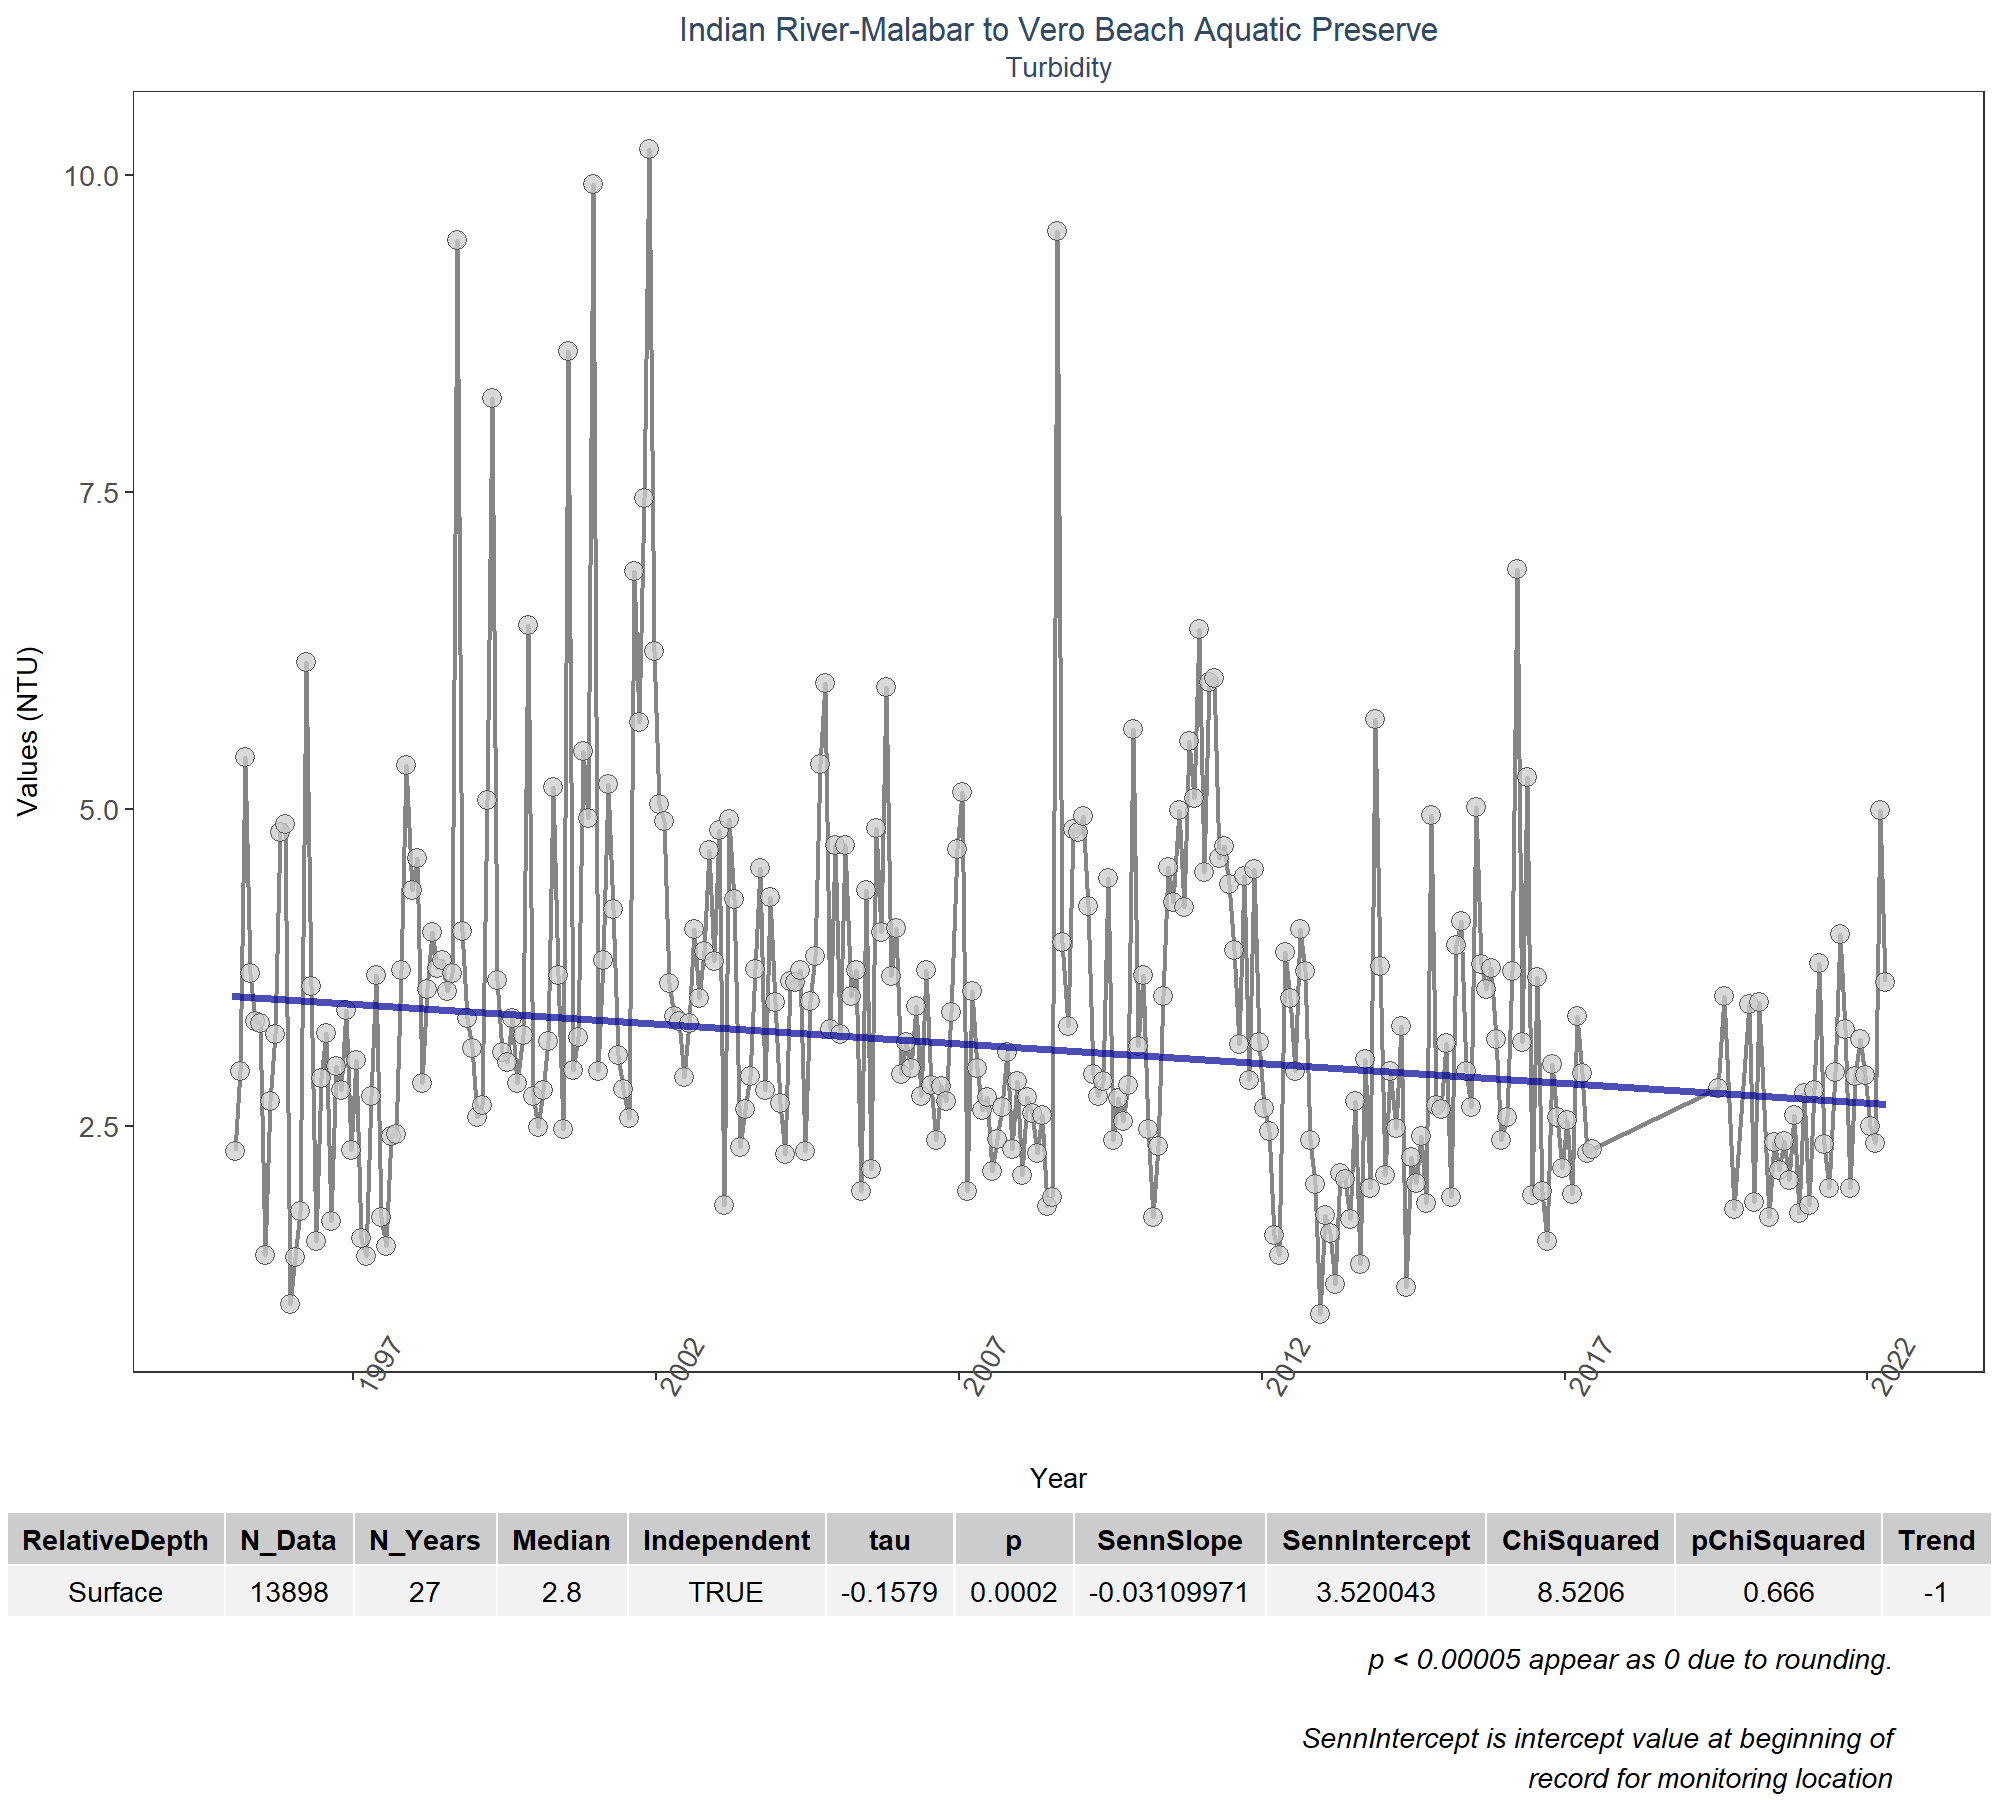 Indian River-Malabar to Vero Beach Aquatic Preserve
Turbidity
Values (NTU)
10.0
7.5
5.0
2.5
1997 2002 2007 2012 2017 2022
Year
RelativeDepth N_Data N_Years Median Independent tau p SennSlope SennIntercept ChiSquared pChiSquared Trend
Surface 13898 27 2.8 TRUE -0.1579 0.0002 -0.03109971 3.520043 8.5206 0.666 -1
p < 0.00005 appear as 0 due to rounding.
SennIntercept is intercept value at beginning of
record for monitoring location